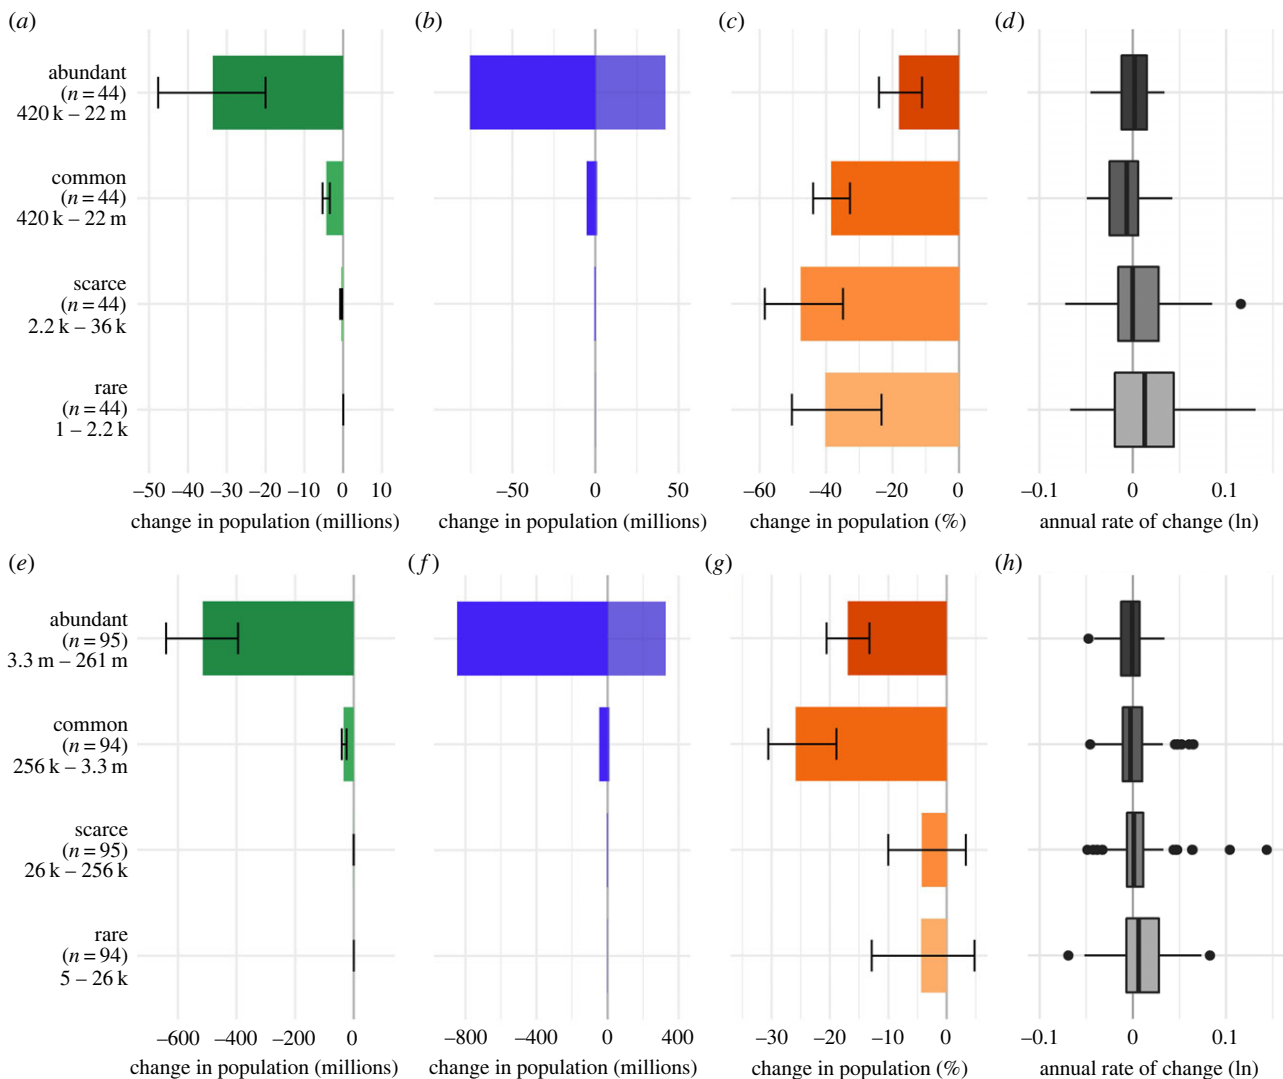 (a) (b) (c) (d)
abundant
(n = 44)
420 k – 22 m
common
(n = 44)
420 k – 22 m
scarce
(n = 44)
2.2 k – 36 k
rare
(n = 44)
1 – 2.2 k
–50 –40 –30 –20 –10 0 10 –50 0 50 –60 –40 –20 0 –0.1 0 0.1
change in population (millions) change in population (millions) change in population (%) annual rate of change (ln)
(e) (f) (g) (h)
abundant
(n = 95)
3.3 m – 261 m
common
(n = 94)
256 k – 3.3 m
scarce
(n = 95)
26 k – 256 k
rare
(n = 94)
5 – 26 k
–600 –400 –200 0 –800 –400 0 400 –30 –20 –10 0 –0.1 0 0.1
change in population (millions) change in population (millions) change in population (%) annual rate of change (ln)